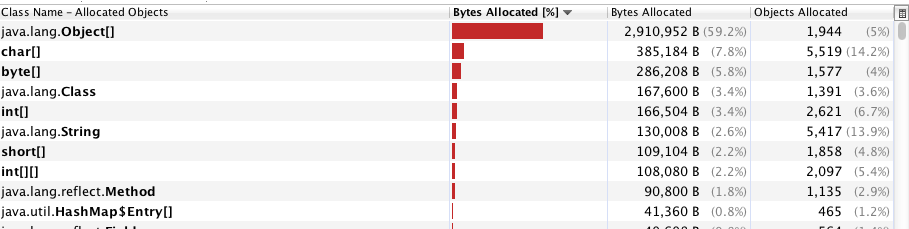 Class Name – Allocated Objects Bytes Allocated [%] Bytes Allocated Objects Allocated
java.lang.Object[] 2,910,952 B (59.2%) 1,944 (5%)
char[] 385,184 B (7.8%) 5,519 (14.2%)
byte[] 286,208 B (5.8%) 1,577 (4%)
java.lang.Class 167,600 B (3.4%) 1,391 (3.6%)
int[] 166,504 B (3.4%) 2,621 (6.7%)
java.lang.String 130,008 B (2.6%) 5,417 (13.9%)
short[] 109,104 B (2.2%) 1,858 (4.8%)
int[][] 108,080 B (2.2%) 2,097 (5.4%)
java.lang.reflect.Method 90,800 B (1.8%) 1,135 (2.9%)
java.util.HashMap$Entry[] 41,360 B (0.8%) 465 (1.2%)